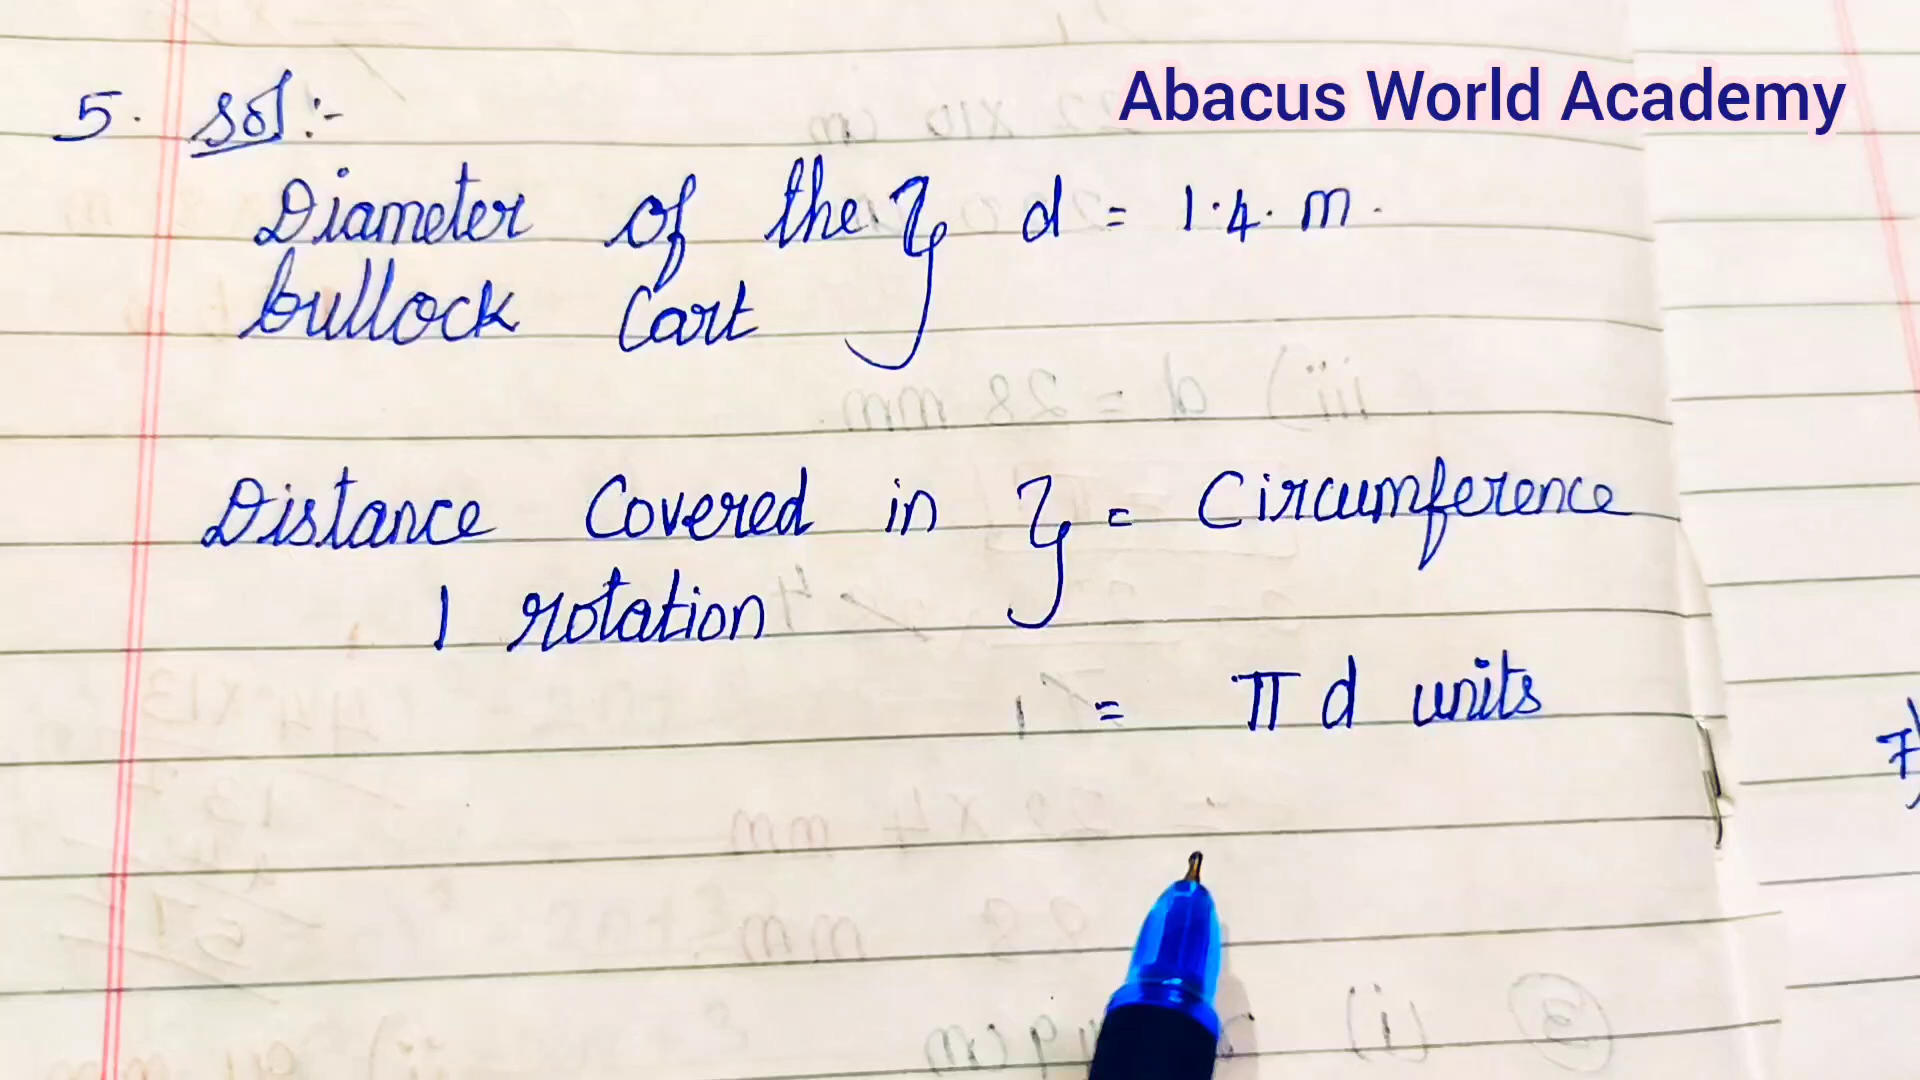 Abacus World Academy
5. Sol:-
Diameter of the } d = 1.4. m.
bullock Cart
Distance Covered in } = Circumference
1 rotation
= π d units
7)